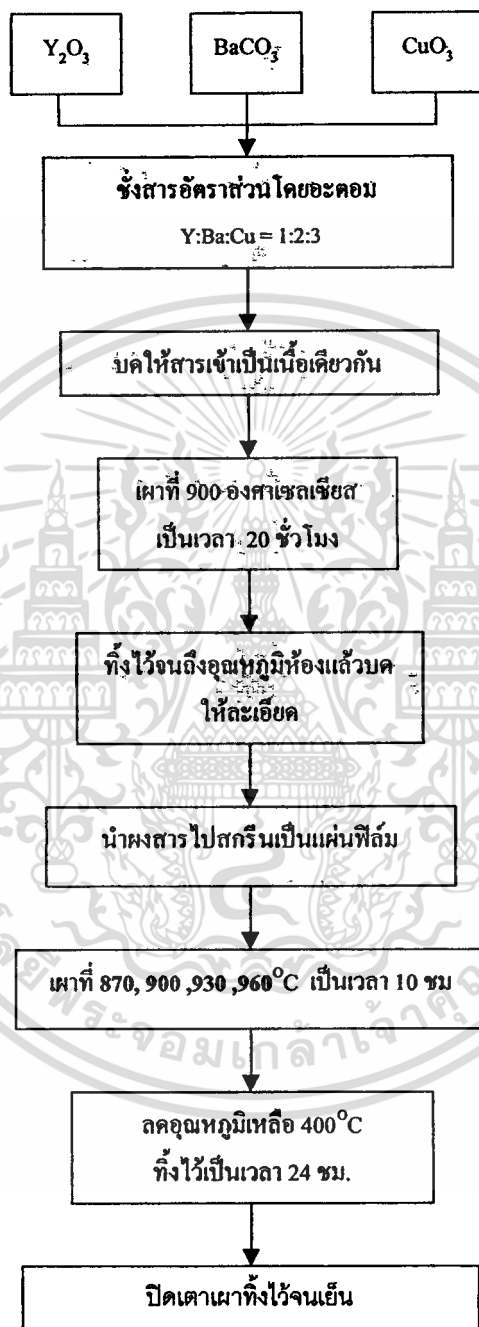 Y₂O₃
BaCO₃
CuO₃
ชั่งสารอัตราส่วนโดยอะตอม
Y:Ba:Cu = 1:2:3
บดให้สารเข้าเป็นเนื้อเดียวกัน
เผาที่ 900 องศาเซลเซียส
เป็นเวลา 20 ชั่วโมง
ทิ้งไว้จนถึงอุณหภูมิห้องแล้วบด
ให้ละเอียด
นำผงสารไปสกรีนเป็นแผ่นฟิล์ม
เผาที่ 870, 900 ,930 ,960°C เป็นเวลา 10 ชม
ลดอุณหภูมิเหลือ 400°C
ทิ้งไว้เป็นเวลา 24 ชม.
ปิดเตาเผาทิ้งไว้จนเย็น